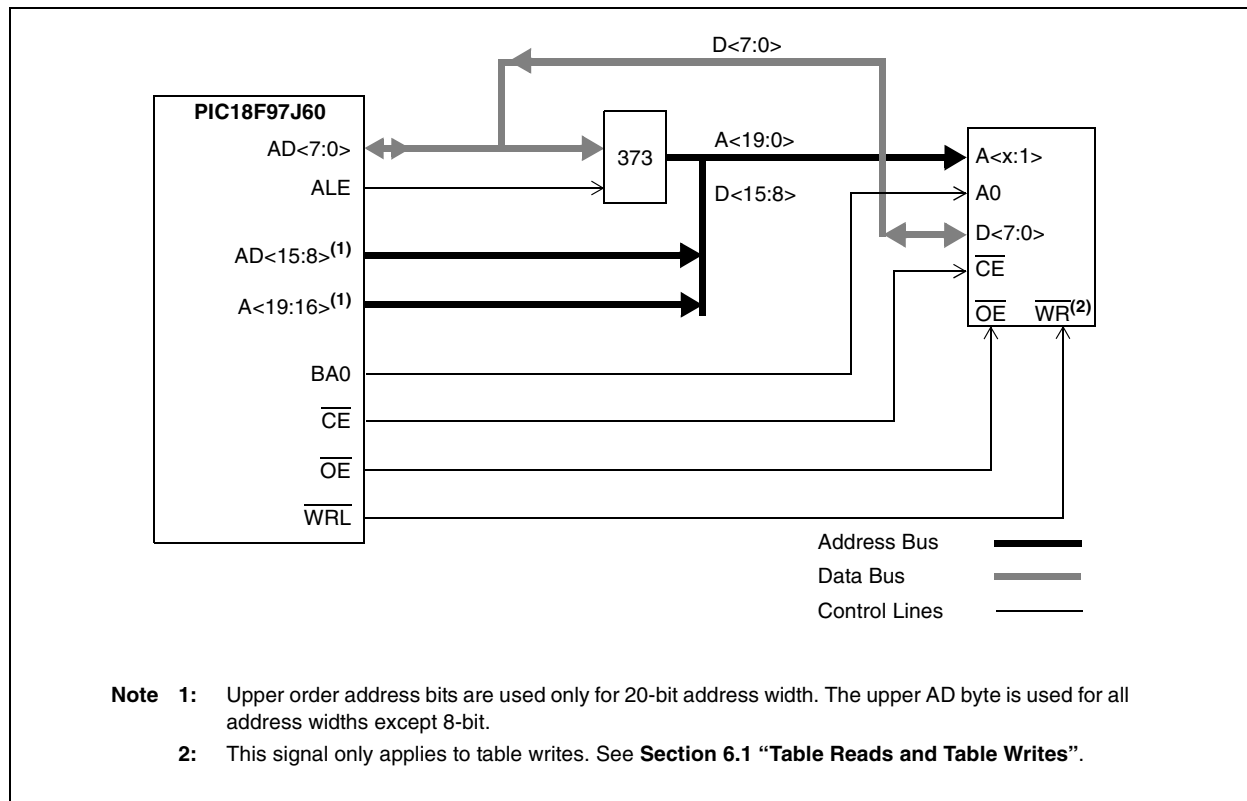 D<7:0>
PIC18F97J60
AD<7:0>
373
A<19:0>
A<x:1>
ALE
D<15:8>
A0
D<7:0>
AD<15:8>(1)
CE
A<19:16>(1)
OE WR(2)
BA0
CE
OE
WRL
Address Bus
Data Bus
Control Lines
Note 1: Upper order address bits are used only for 20-bit address width. The upper AD byte is used for all
address widths except 8-bit.
2: This signal only applies to table writes. See Section 6.1 “Table Reads and Table Writes”.